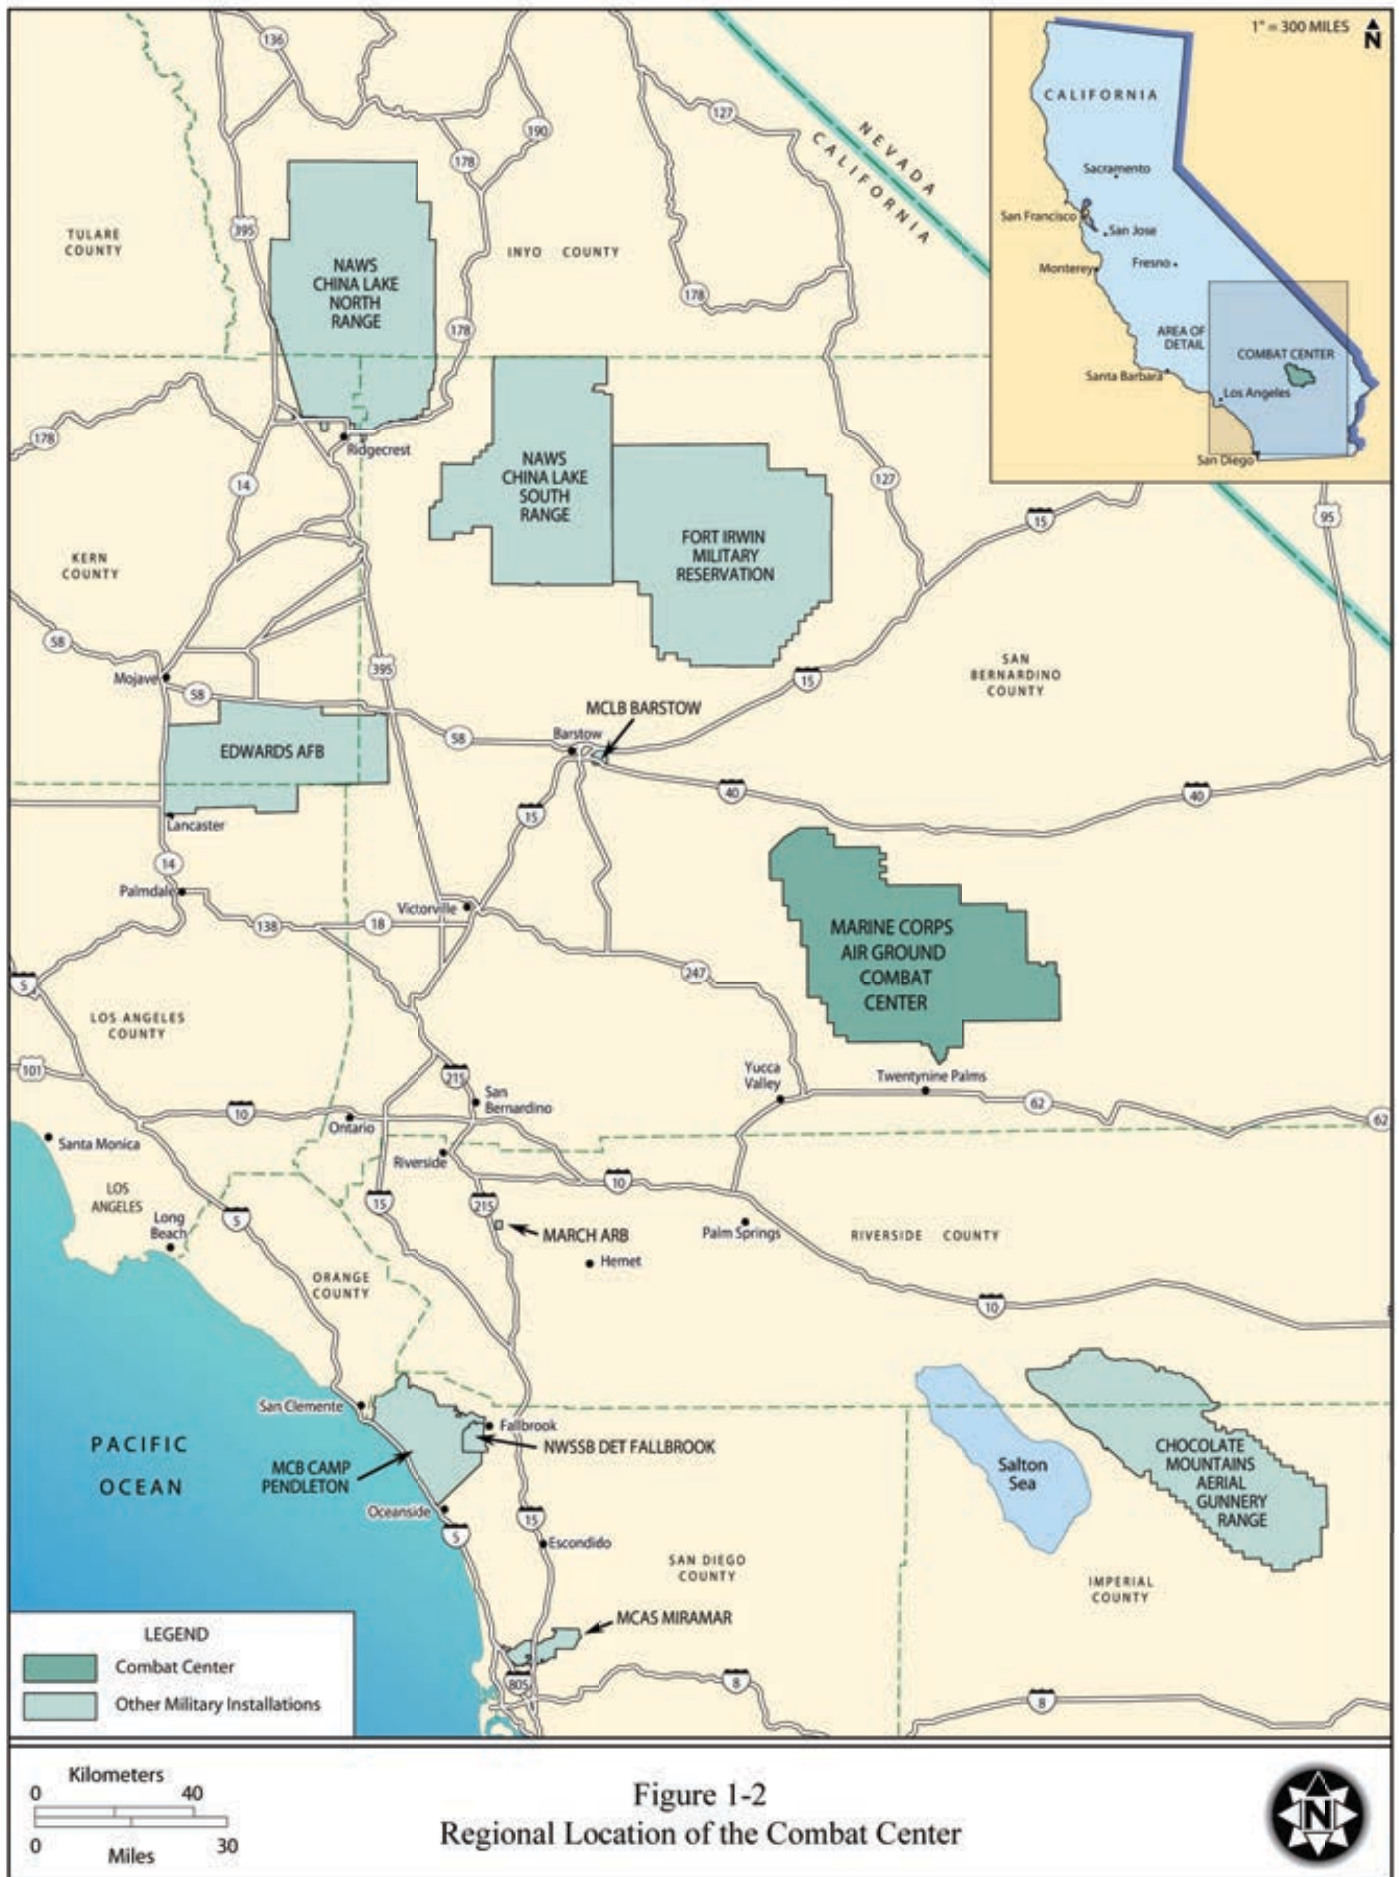 1" = 300 MILES
N
CALIFORNIA
Sacramento
San Francisco
San Jose
Monterey
Fresno
AREA OF
DETAIL
COMBAT CENTER
Santa Barbara
Los Angeles
San Diego
136
127
190
178
NEVADA
CALIFORNIA
395
TULARE
COUNTY
INYO COUNTY
NAWS
CHINA LAKE
NORTH
RANGE
178
178
178
Ridgecrest
14
NAWS
CHINA LAKE
SOUTH
RANGE
127
15
95
FORT IRWIN
MILITARY
RESERVATION
KERN
COUNTY
58
395
SAN
BERNARDINO
COUNTY
Mojave
58
15
MCLB BARSTOW
Barstow
58
EDWARDS AFB
40
40
15
Lancaster
14
Palmdale
Victorville
138
18
MARINE CORPS
AIR GROUND
COMBAT
CENTER
247
5
LOS ANGELES
COUNTY
101
215
Yucca
Valley
Twentynine Palms
San
Bernardino
62
10
62
Ontario
Santa Monica
Riverside
10
LOS
ANGELES
15
215
Long
Beach
5
MARCH ARB
Palm Springs
RIVERSIDE COUNTY
Hemet
ORANGE
COUNTY
10
San Clemente
Fallbrook
NWSSB DET FALLBROOK
PACIFIC
OCEAN
MCB CAMP
PENDLETON
Salton
Sea
CHOCOLATE
MOUNTAINS
AERIAL
GUNNERY
RANGE
Oceanside
5
15
Escondido
SAN DIEGO
COUNTY
IMPERIAL
COUNTY
MCAS MIRAMAR
805
8
8
LEGEND
Combat Center
Other Military Installations
Kilometers
0 40
0 30
Miles
Figure 1-2
Regional Location of the Combat Center
N